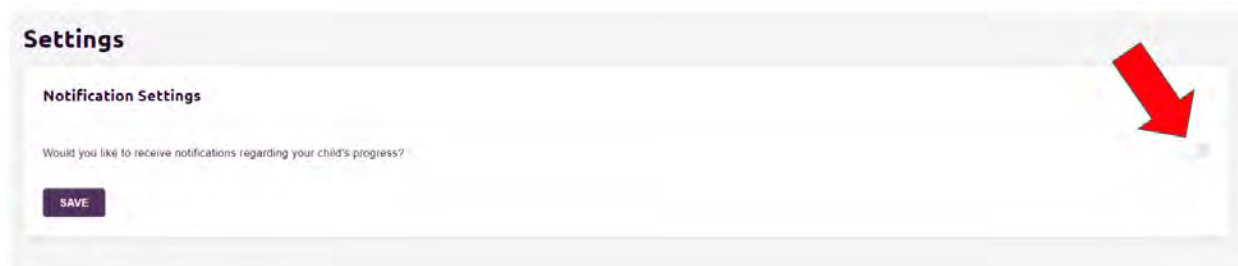 Settings
Notification Settings
Would you like to receive notifications regarding your child's progress?
SAVE